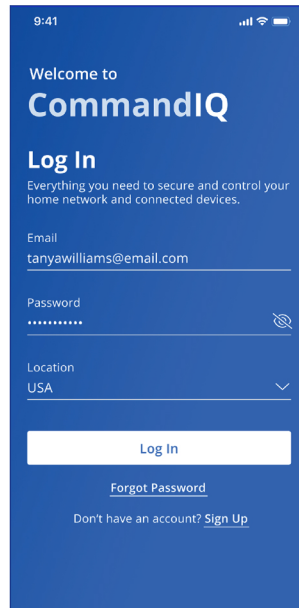 9:41
Welcome to
CommandIQ
Log In
Everything you need to secure and control your
home network and connected devices.
Email
tanyawilliams@email.com
Password
•••••••••••
Location
USA
Log In
Forgot Password
Don't have an account? Sign Up